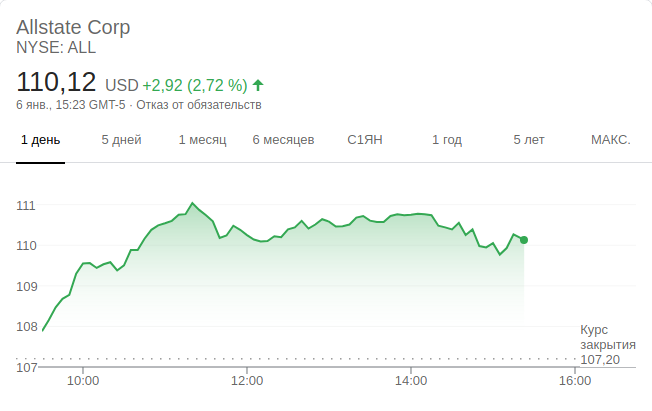 Allstate Corp
NYSE: ALL
110,12 USD +2,92 (2,72 %)
6 янв., 15:23 GMT-5 · Отказ от обязательств
1 день 5 дней 1 месяц 6 месяцев С1ЯН 1 год 5 лет МАКС.
111
110
109
108
Курс
закрытия
107,20
107
10:00 12:00 14:00 16:00